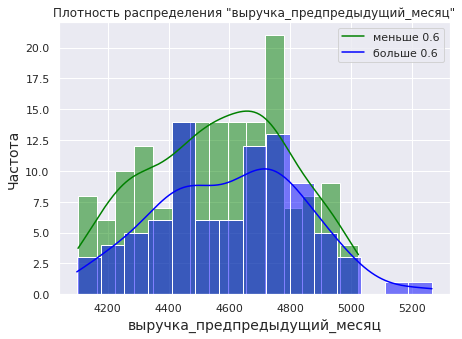 Плотность распределения "выручка_предпредыдущий_месяц"
меньше 0.6
больше 0.6
Частота
20.0
17.5
15.0
12.5
10.0
7.5
5.0
2.5
0.0
4200 4400 4600 4800 5000 5200
выручка_предпредыдущий_месяц